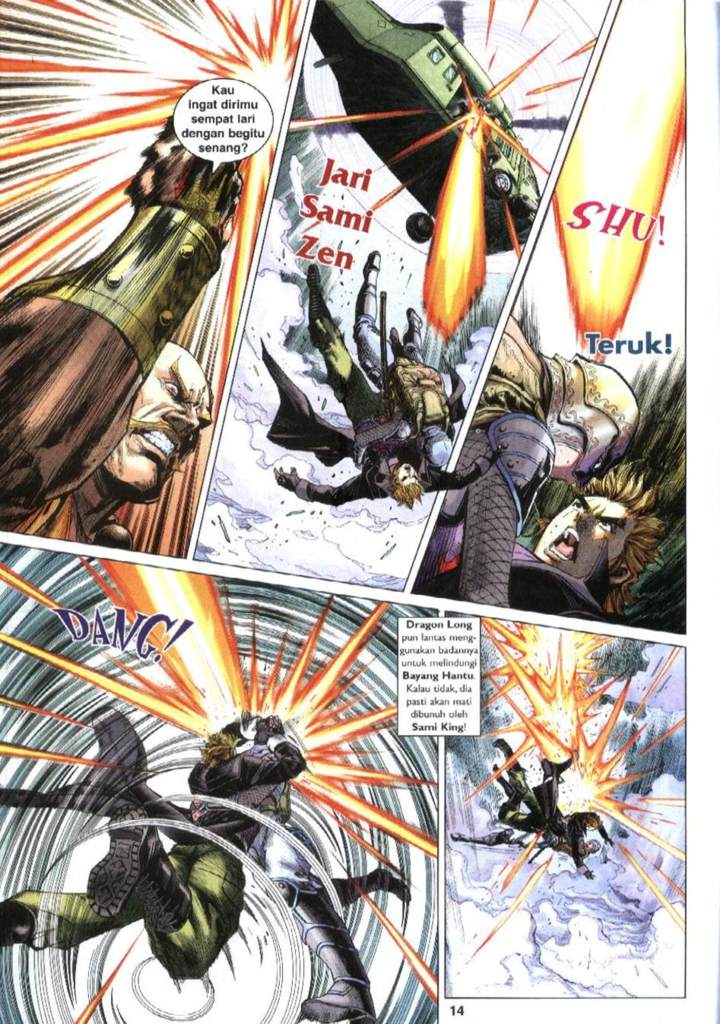 Kau
ingat dirimu
sempat lari
dengan begitu
senang?
Jari
Sami
Zen
SHU!
Teruk!
DANG!
Dragon Long
pun lantas meng-
gunakan badannya
untuk melindungi
Bayang Hantu.
Kalau tidak, dia
pasti akan mati
dibunuh oleh
Sami King!
14